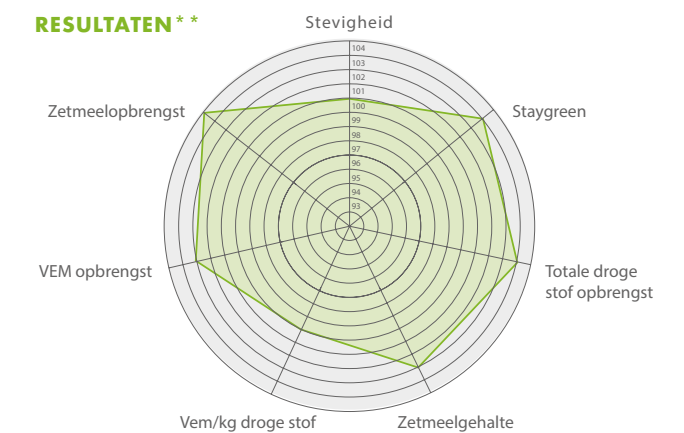 RESULTATEN**
Stevigheid
104
103
102
101
100
99
98
97
96
95
94
93
Zetmeelopbrengst
Staygreen
VEM opbrengst
Totale droge
stof opbrengst
Vem/kg droge stof
Zetmeelgehalte